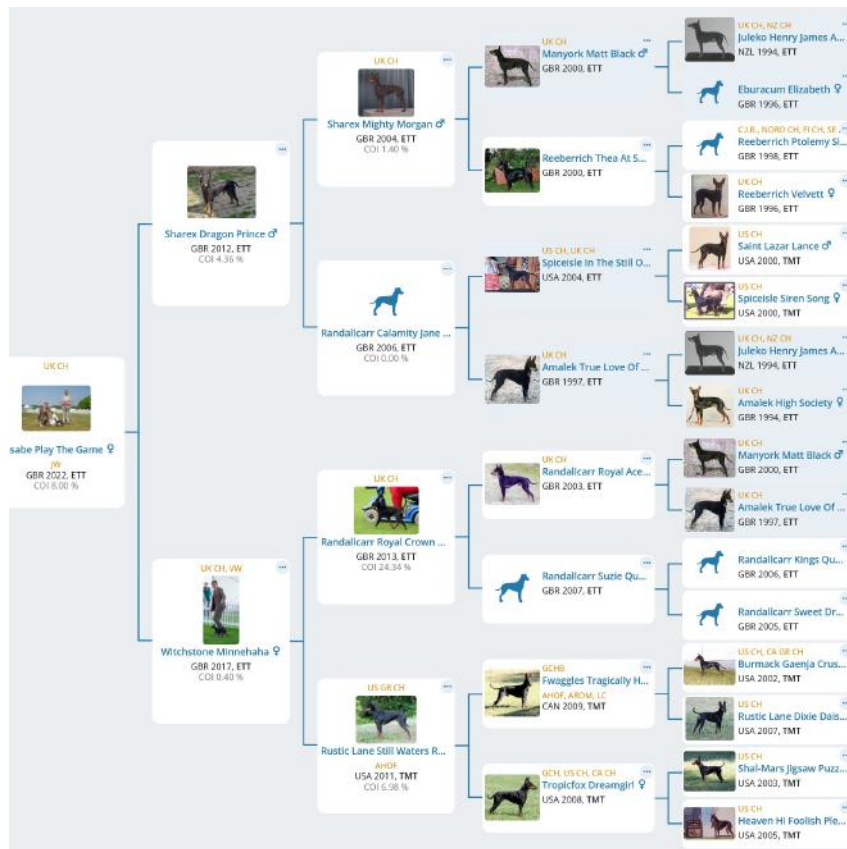 UK CH
sabe Play The Game ♀
JW
GBR 2022, ETT
COI 8.00 %
Sharex Dragon Prince ♂
GBR 2012, ETT
COI 4.36 %
UK CH, VW
Witchstone Minnehaha ♀
GBR 2017, ETT
COI 0.40 %
UK CH
Sharex Mighty Morgan ♂
GBR 2004, ETT
COI 1.40 %
Randallcarr Calamity Jane ...
GBR 2006, ETT
COI 0.00 %
UK CH
Randallcarr Royal Crown ...
GBR 2013, ETT
COI 24.34 %
US GR CH
Rustic Lane Still Waters R...
AHOF
USA 2011, TMT
COI 6.98 %
UK CH
Manyork Matt Black ♂
GBR 2000, ETT
Reeberrich Thea At S...
GBR 2000, ETT
US CH, UK CH
Spiceisle In The Still O...
USA 2004, ETT
UK CH
Amalek True Love Of ...
GBR 1997, ETT
UK CH
Randallcarr Royal Ace...
GBR 2003, ETT
Randallcarr Suzie Qu...
GBR 2007, ETT
GCHB
Fwaggles Tragically H...
AHOF, AROM, LC
CAN 2009, TMT
GCH, US CH, CA CH
Tropicfox Dreamgirl ♀
USA 2008, TMT
UK CH, NZ CH
Juleko Henry James A...
NZL 1994, ETT
Eburacum Elizabeth ♀
GBR 1996, ETT
C.I.B., NORD CH, FI CH, SE ...
Reeberrich Ptolemy Si...
GBR 1998, ETT
UK CH
Reeberrich Velvett ♀
GBR 1996, ETT
US CH
Saint Lazar Lance ♂
USA 2000, TMT
US CH
Spiceisle Siren Song ♀
USA 2000, TMT
UK CH, NZ CH
Juleko Henry James A...
NZL 1994, ETT
UK CH
Amalek High Society ♀
GBR 1994, ETT
UK CH
Manyork Matt Black ♂
GBR 2000, ETT
UK CH
Amalek True Love Of ...
GBR 1997, ETT
Randallcarr Kings Qu...
GBR 2006, ETT
Randallcarr Sweet Dr...
GBR 2005, ETT
US CH, CA GR CH
Burmack Gaenja Crus...
USA 2002, TMT
US CH
Rustic Lane Dixie Dais...
USA 2007, TMT
US CH
Shal-Mars Jigsaw Puzz...
USA 2003, TMT
US CH
Heaven Hi Foolish Ple...
USA 2005, TMT